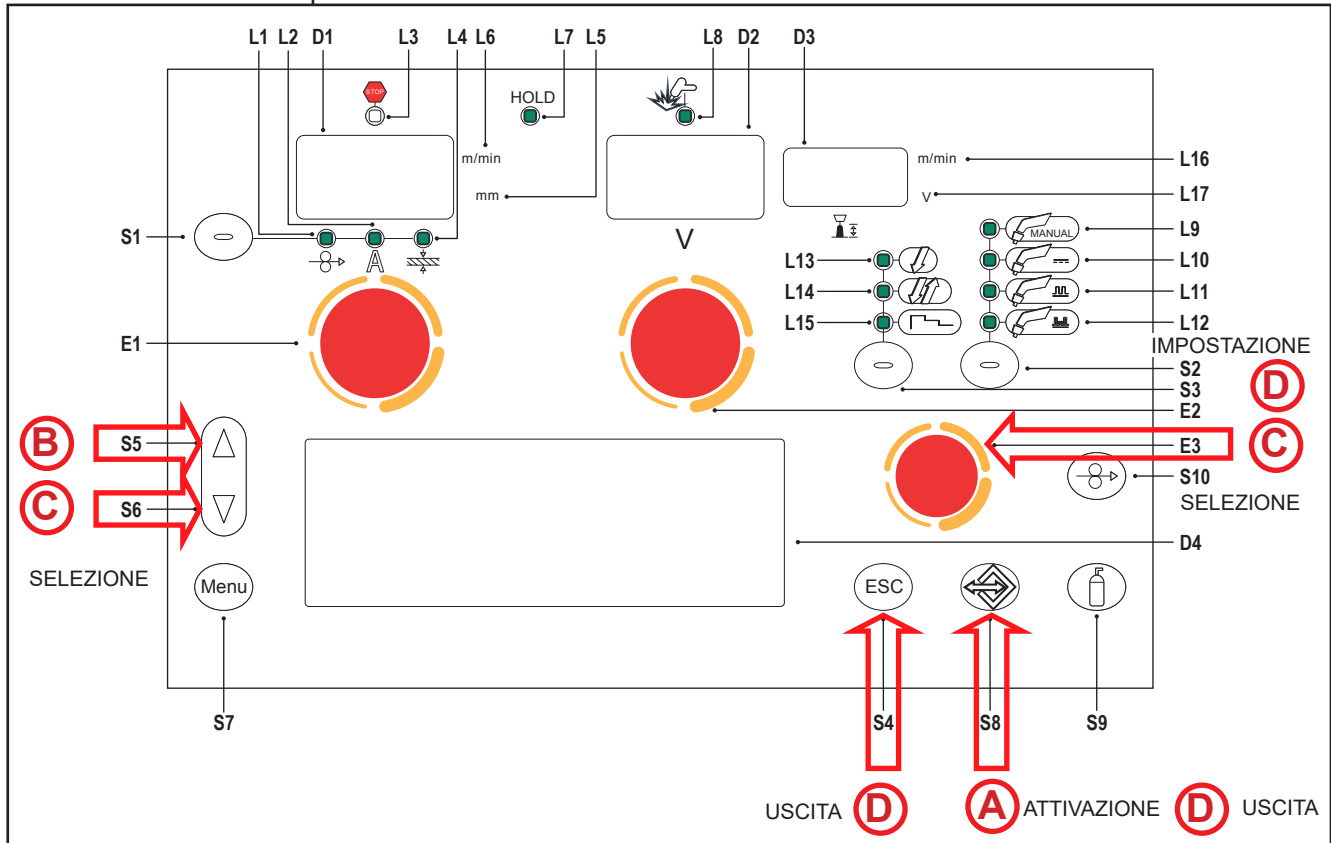 L1 L2 D1 L3 L4 L6 L7 L5 L8 D2 D3
STOP
HOLD
m/min
m/min
L16
mm
V
L17
S1
MANUAL
L9
A
V
L13
L10
L14
L11
L15
L12
E1
IMPOSTAZIONE
S2
D
S3
E2
B
S5
E3
C
S10
C
S6
SELEZIONE
D4
SELEZIONE
Menu
ESC
S7
S4
S8
S9
USCITA D
A ATTIVAZIONE D USCITA